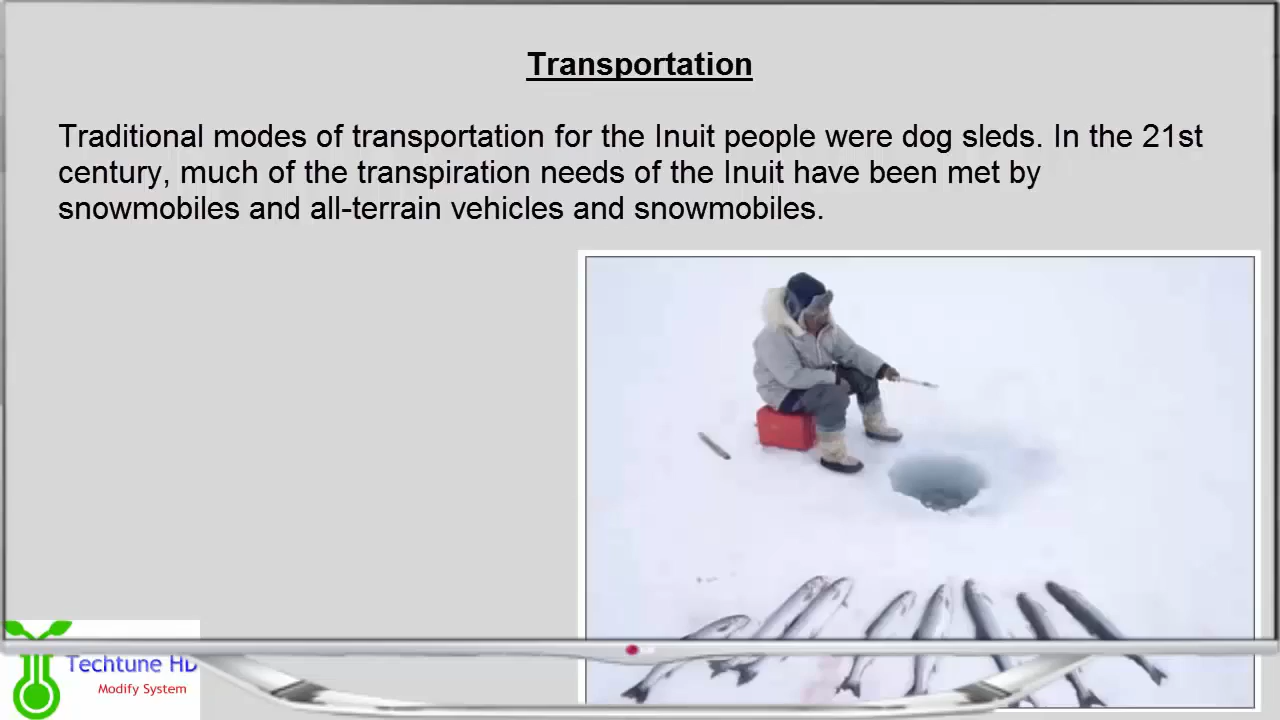 Transportation
Traditional modes of transportation for the Inuit people were dog sleds. In the 21st
century, much of the transpiration needs of the Inuit have been met by
snowmobiles and all-terrain vehicles and snowmobiles.
Techtune HD
Modify System